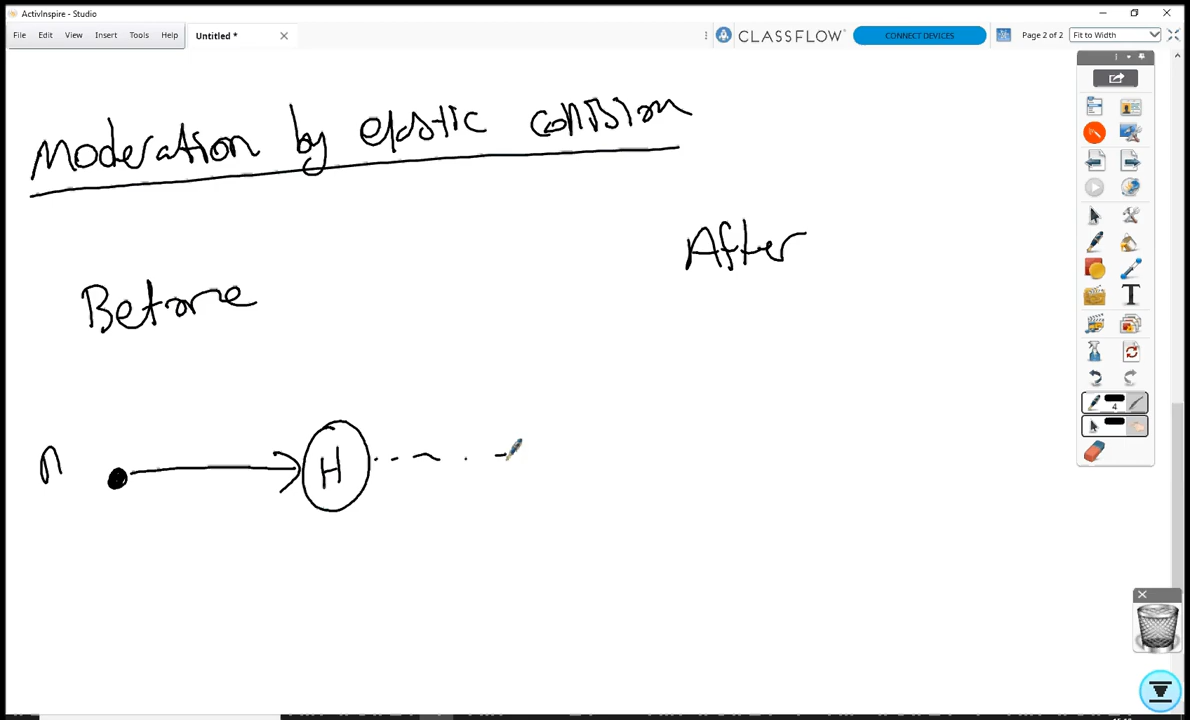 ActivInspire - Studio
File Edit View Insert Tools Help Untitled * CLASSFLOW CONNECT DEVICES Page 2 of 2 Fit to Width
Moderation by elastic collision
After
Before
n H
4